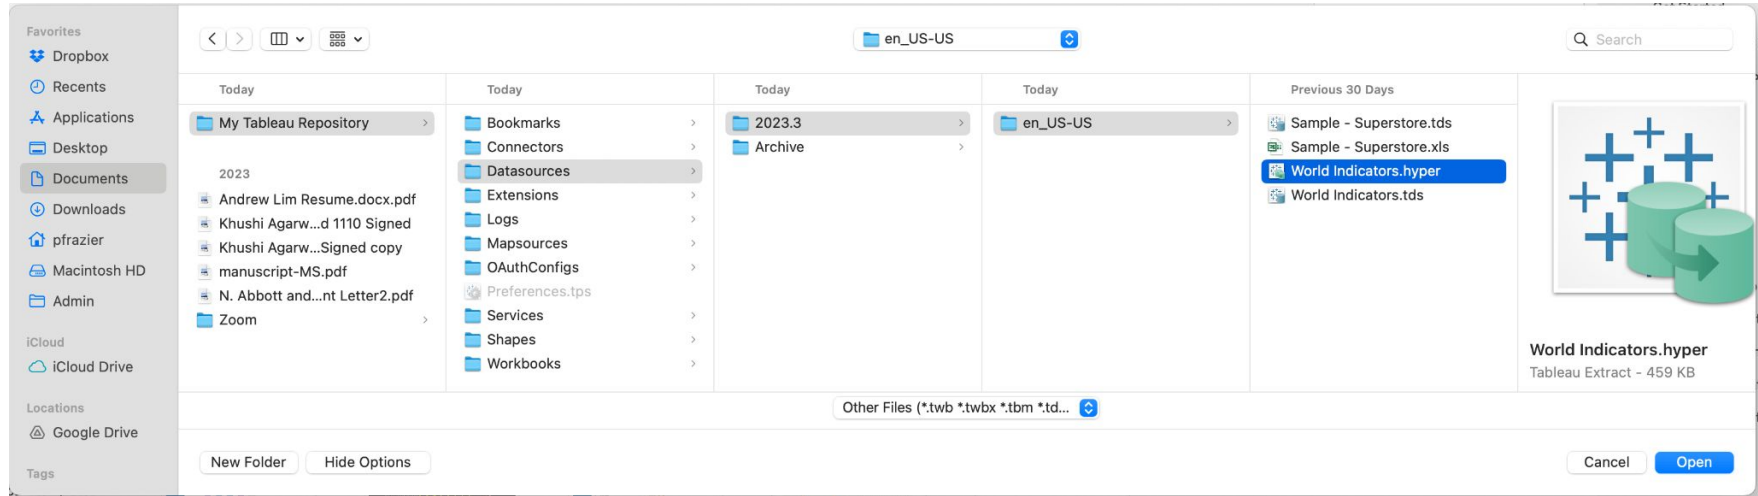 Favorites
Dropbox
Recents
Applications
Desktop
Documents
Downloads
pfrazier
Macintosh HD
Admin
iCloud
iCloud Drive
Locations
Google Drive
Tags
en_US-US
Search
Today
My Tableau Repository
2023
Andrew Lim Resume.docx.pdf
Khushi Agarw...d 1110 Signed
Khushi Agarw...Signed copy
manuscript-MS.pdf
N. Abbott and...nt Letter2.pdf
Zoom
Today
Bookmarks
Connectors
Datasources
Extensions
Logs
Mapsources
OAuthConfigs
Preferences.tps
Services
Shapes
Workbooks
Today
2023.3
Archive
Today
en_US-US
Previous 30 Days
Sample - Superstore.tds
Sample - Superstore.xls
World Indicators.hyper
World Indicators.tds
World Indicators.hyper
Tableau Extract - 459 KB
Other Files (*.twb *.twbx *.tbm *.td...
New Folder
Hide Options
Cancel
Open